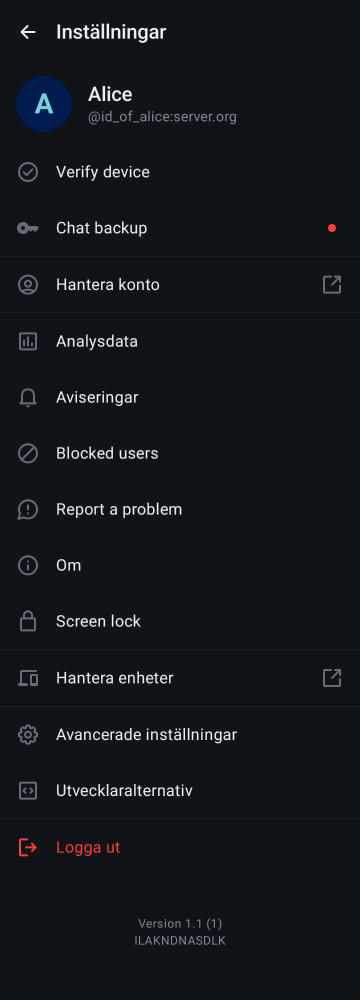 Inställningar
A
Alice
@id_of_alice:server.org
Verify device
Chat backup
Hantera konto
Analysdata
Aviseringar
Blocked users
Report a problem
Om
Screen lock
Hantera enheter
Avancerade inställningar
Utvecklaralternativ
Logga ut
Version 1.1 (1)
ILAKNDNASDLK